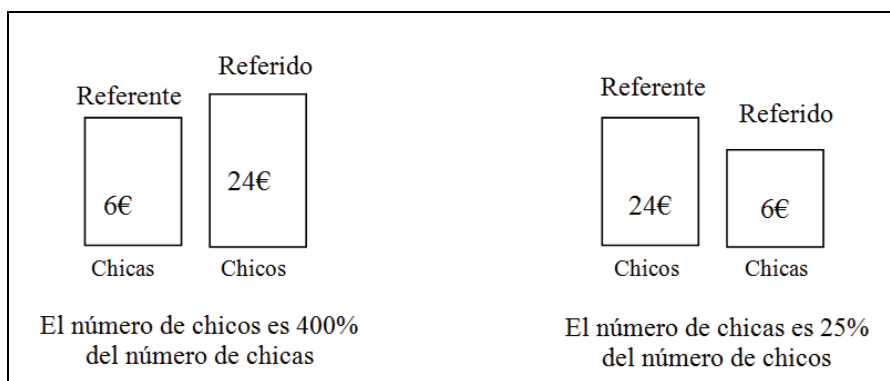 Referente
Referido
6€
24€
Chicas
Chicos
El número de chicos es 400%
del número de chicas
Referente
Referido
24€
6€
Chicos
Chicas
El número de chicas es 25%
del número de chicos